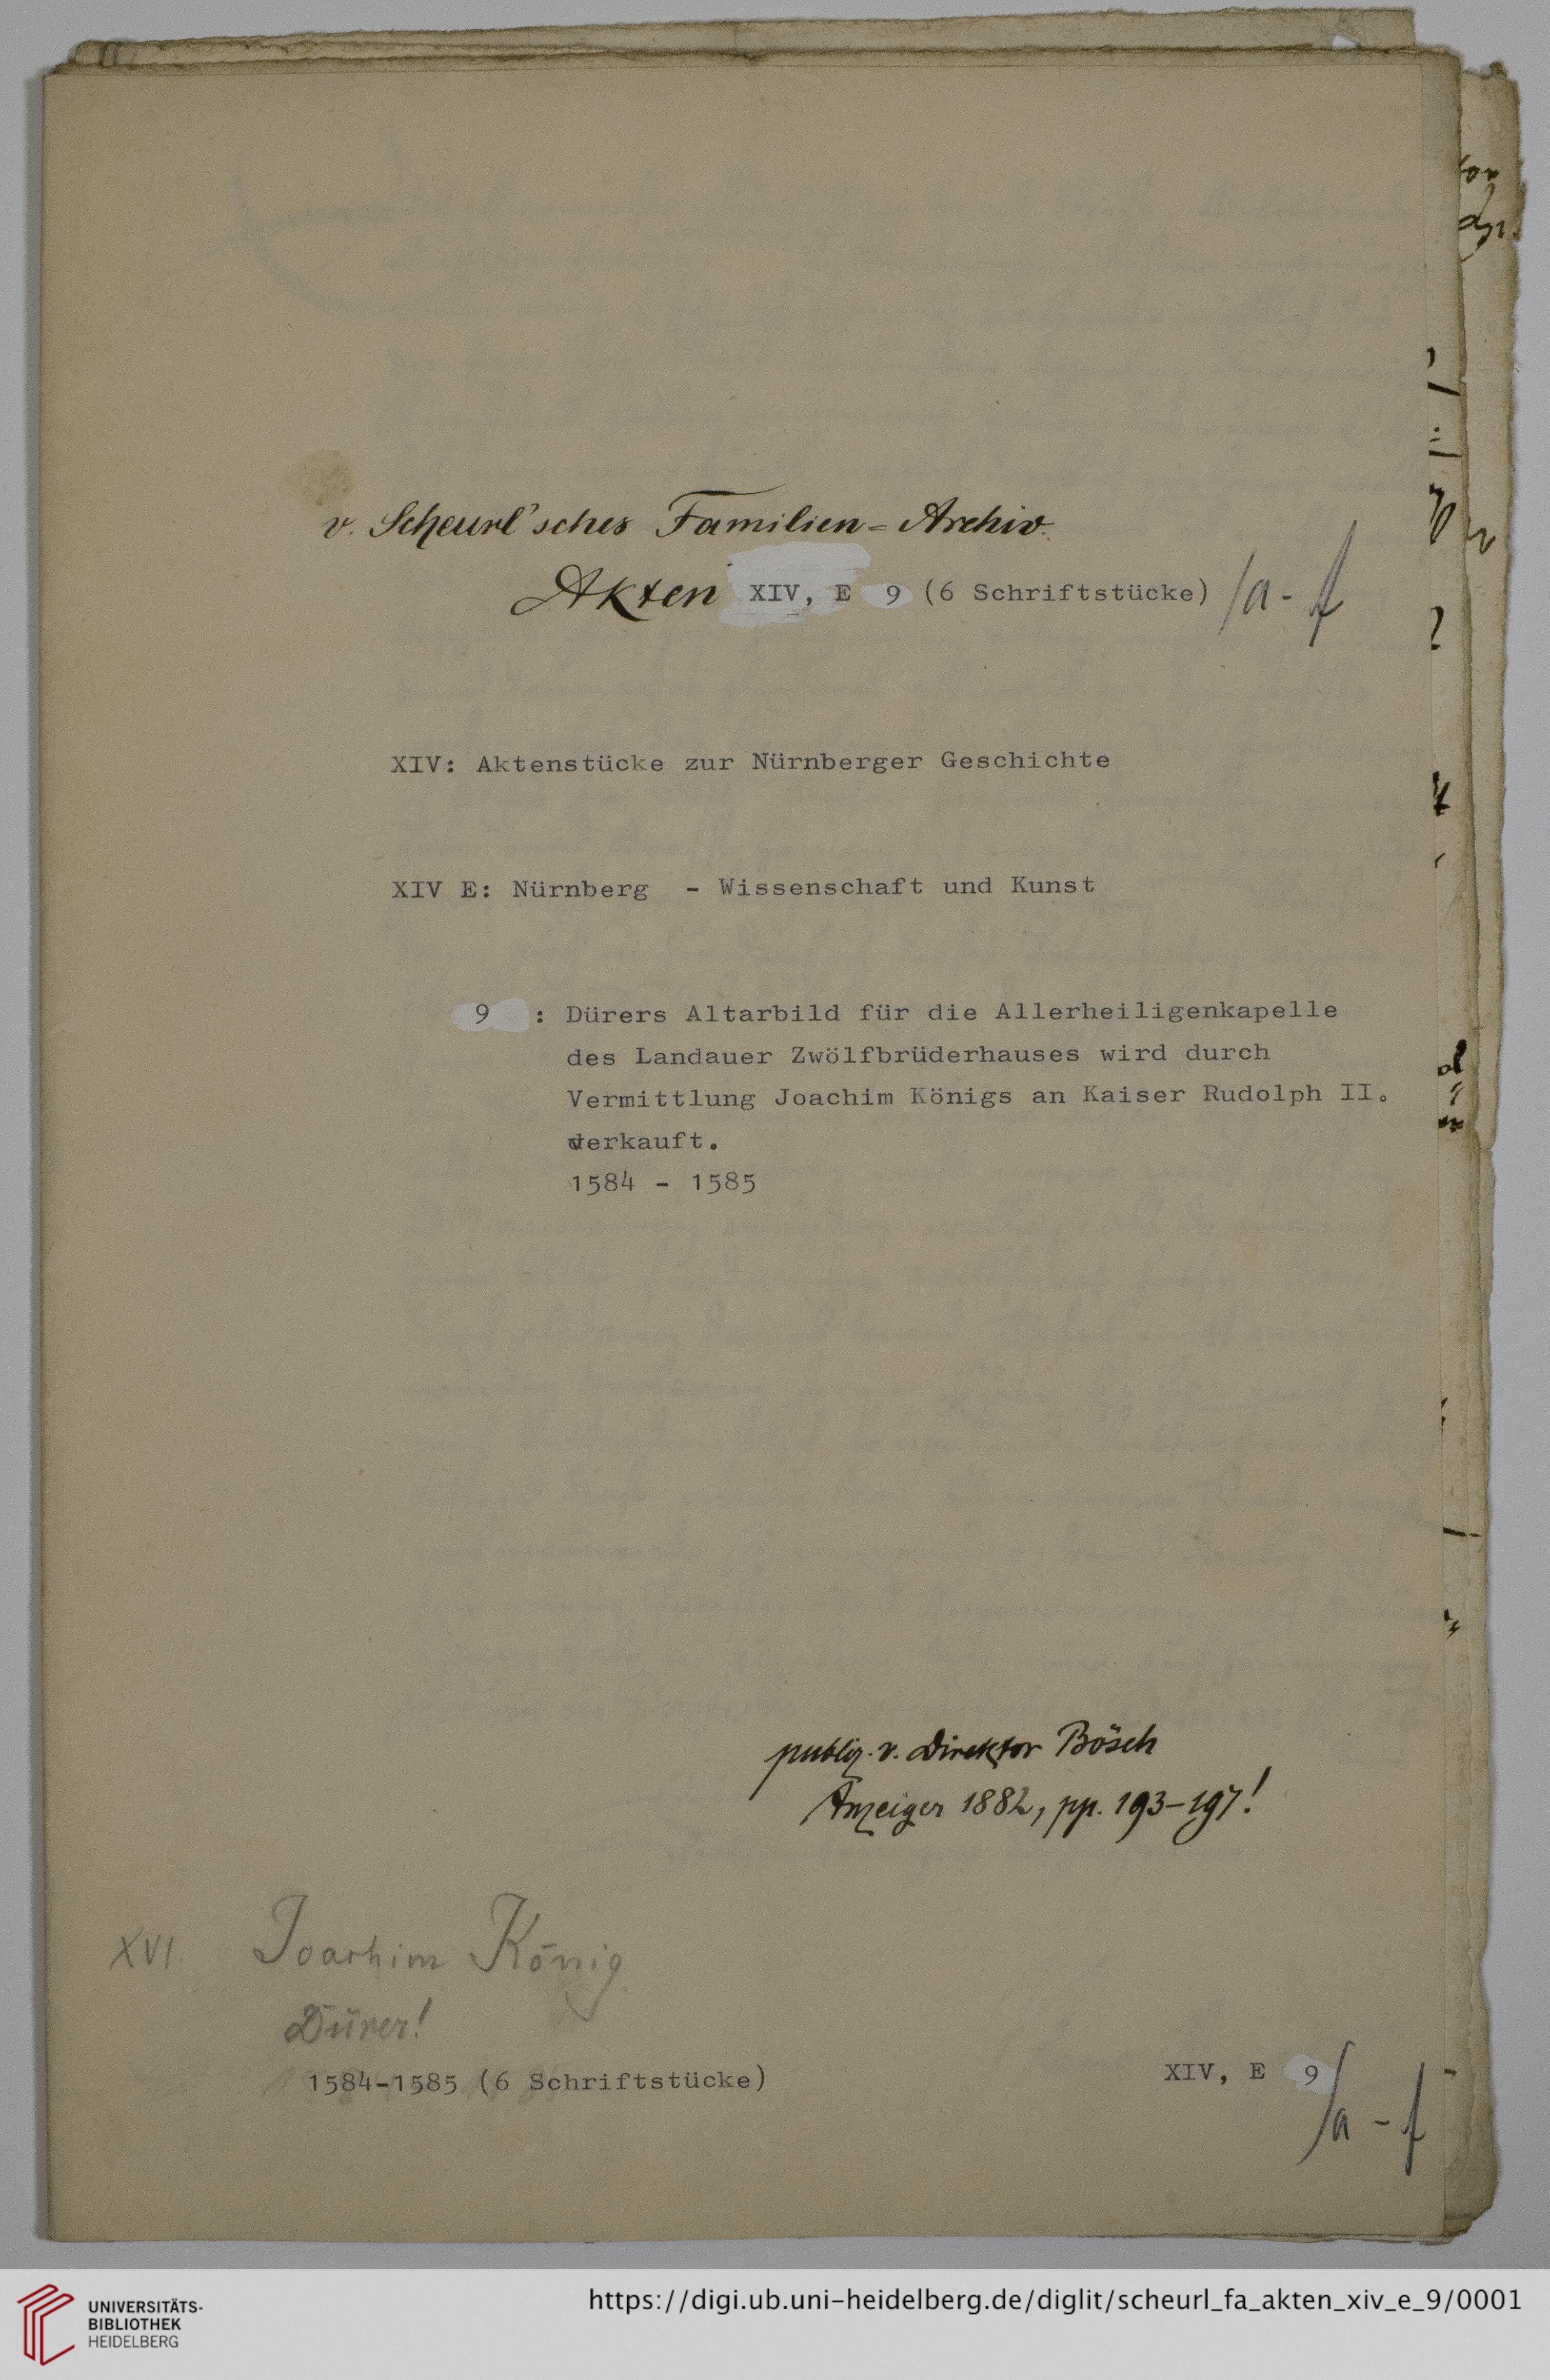 v. Scheurl'sches Familien-Archiv.
Akten XIV, E 9 (6 Schriftstücke) /a-f
XIV: Aktenstücke zur Nürnberger Geschichte
XIV E: Nürnberg - Wissenschaft und Kunst
9 : Dürers Altarbild für die Allerheiligenkapelle
des Landauer Zwölfbrüderhauses wird durch
Vermittlung Joachim Königs an Kaiser Rudolph II.
verkauft.
1584 - 1585
publiz. v. Direktor Bösch
Anzeiger 1882, pp. 193-197!
XVI. Joachim König
Dürer!
1584-1585 (6 Schriftstücke)
XIV, E 9/a-f
UNIVERSITÄTS-
BIBLIOTHEK
HEIDELBERG
https://digi.ub.uni-heidelberg.de/diglit/scheurl_fa_akten_xiv_e_9/0001